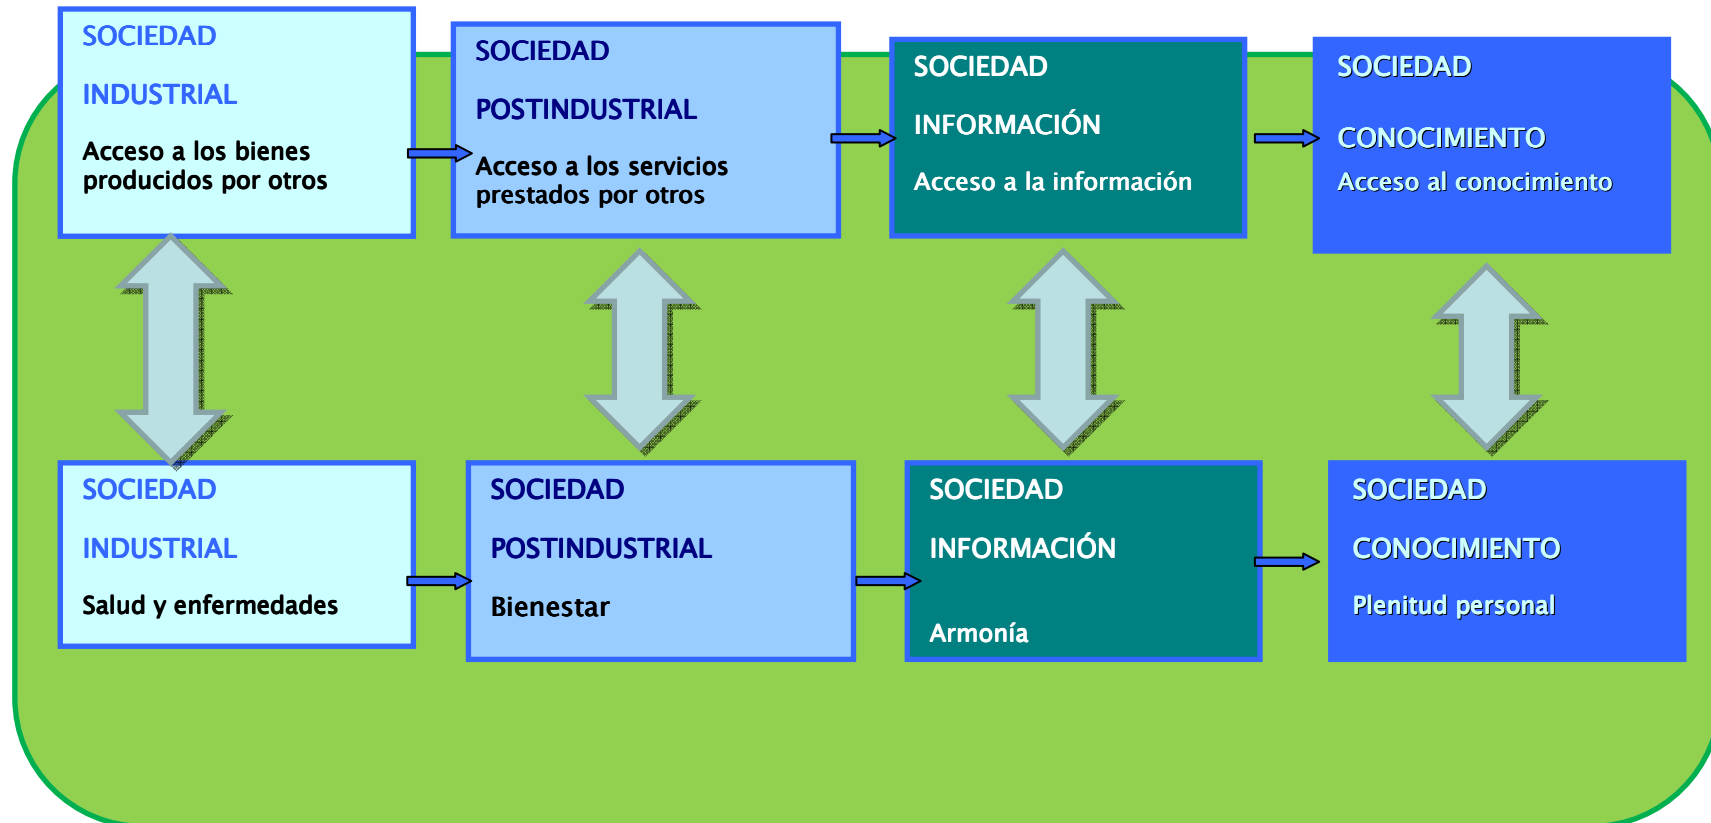 SOCIEDAD
INDUSTRIAL
Acceso a los bienes
producidos por otros
SOCIEDAD
POSTINDUSTRIAL
Acceso a los servicios
prestados por otros
SOCIEDAD
INFORMACIÓN
Acceso a la información
SOCIEDAD
CONOCIMIENTO
Acceso al conocimiento
SOCIEDAD
INDUSTRIAL
Salud y enfermedades
SOCIEDAD
POSTINDUSTRIAL
Bienestar
SOCIEDAD
INFORMACIÓN
Armonía
SOCIEDAD
CONOCIMIENTO
Plenitud personal